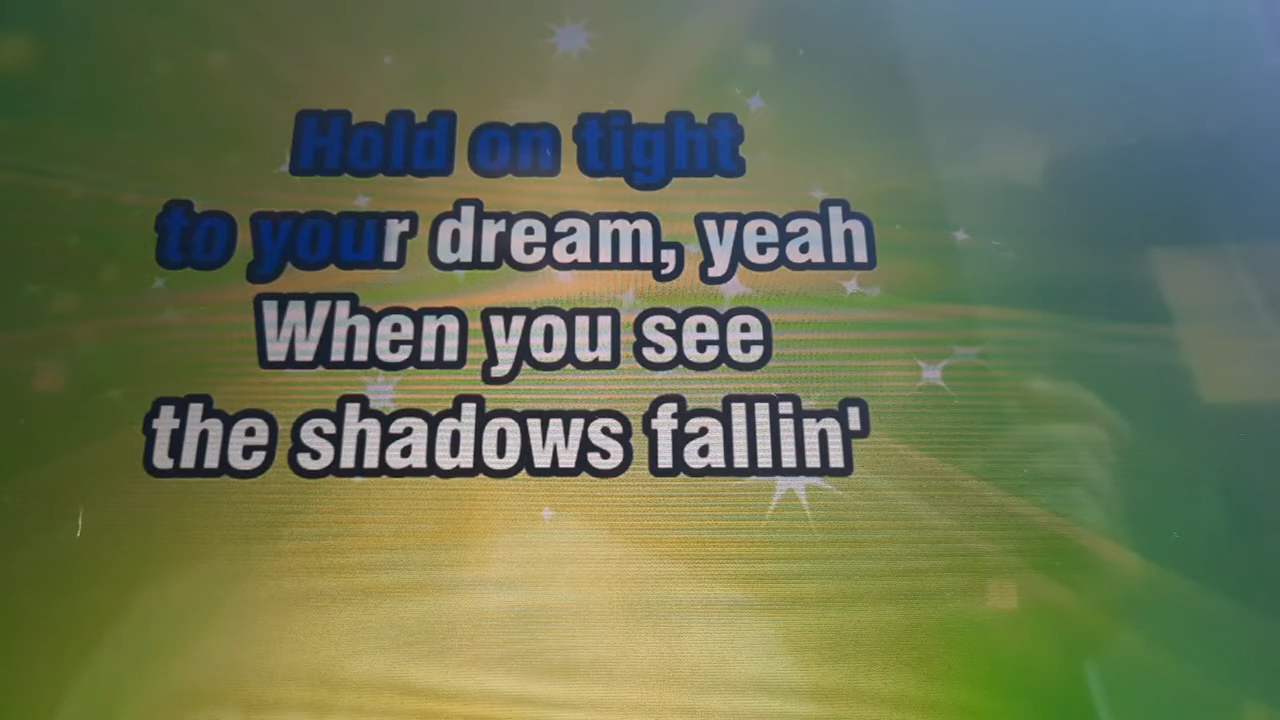 Hold on tight
to your dream, yeah
When you see
the shadows fallin'